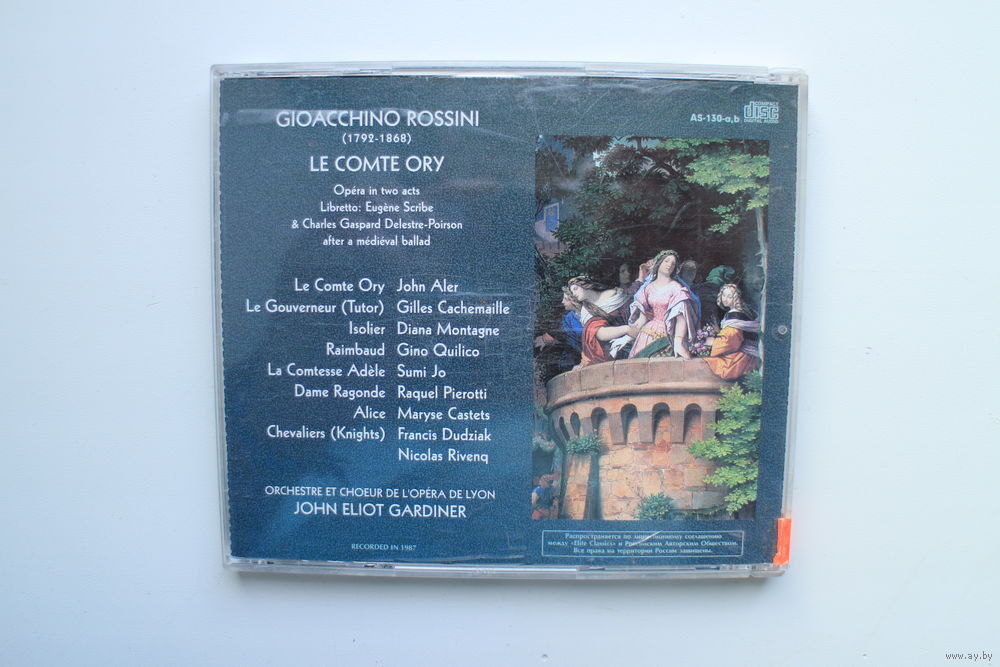 GIOACCHINO ROSSINI
(1792-1868)
LE COMTE ORY
Opéra in two acts
Libretto: Eugène Scribe
& Charles Gaspard Delestre-Poirson
after a médiéval ballad
Le Comte Ory John Aler
Le Gouverneur (Tutor) Gilles Cachemaille
Isolier Diana Montagne
Raimbaud Gino Quilico
La Comtesse Adèle Sumi Jo
Dame Ragonde Raquel Pierotti
Alice Maryse Castets
Chevaliers (Knights) Francis Dudziak
Nicolas Rivenq
ORCHESTRE ET CHOEUR DE L'OPÉRA DE LYON
JOHN ELIOT GARDINER
RECORDED IN 1987
AS-130-a,b
COMPACT
disc
DIGITAL AUDIO
Распространяется по лицензионному соглашению
между «Elite Classics» и Российским Авторским Обществом.
Все права на территории России защищены.
www.ay.by